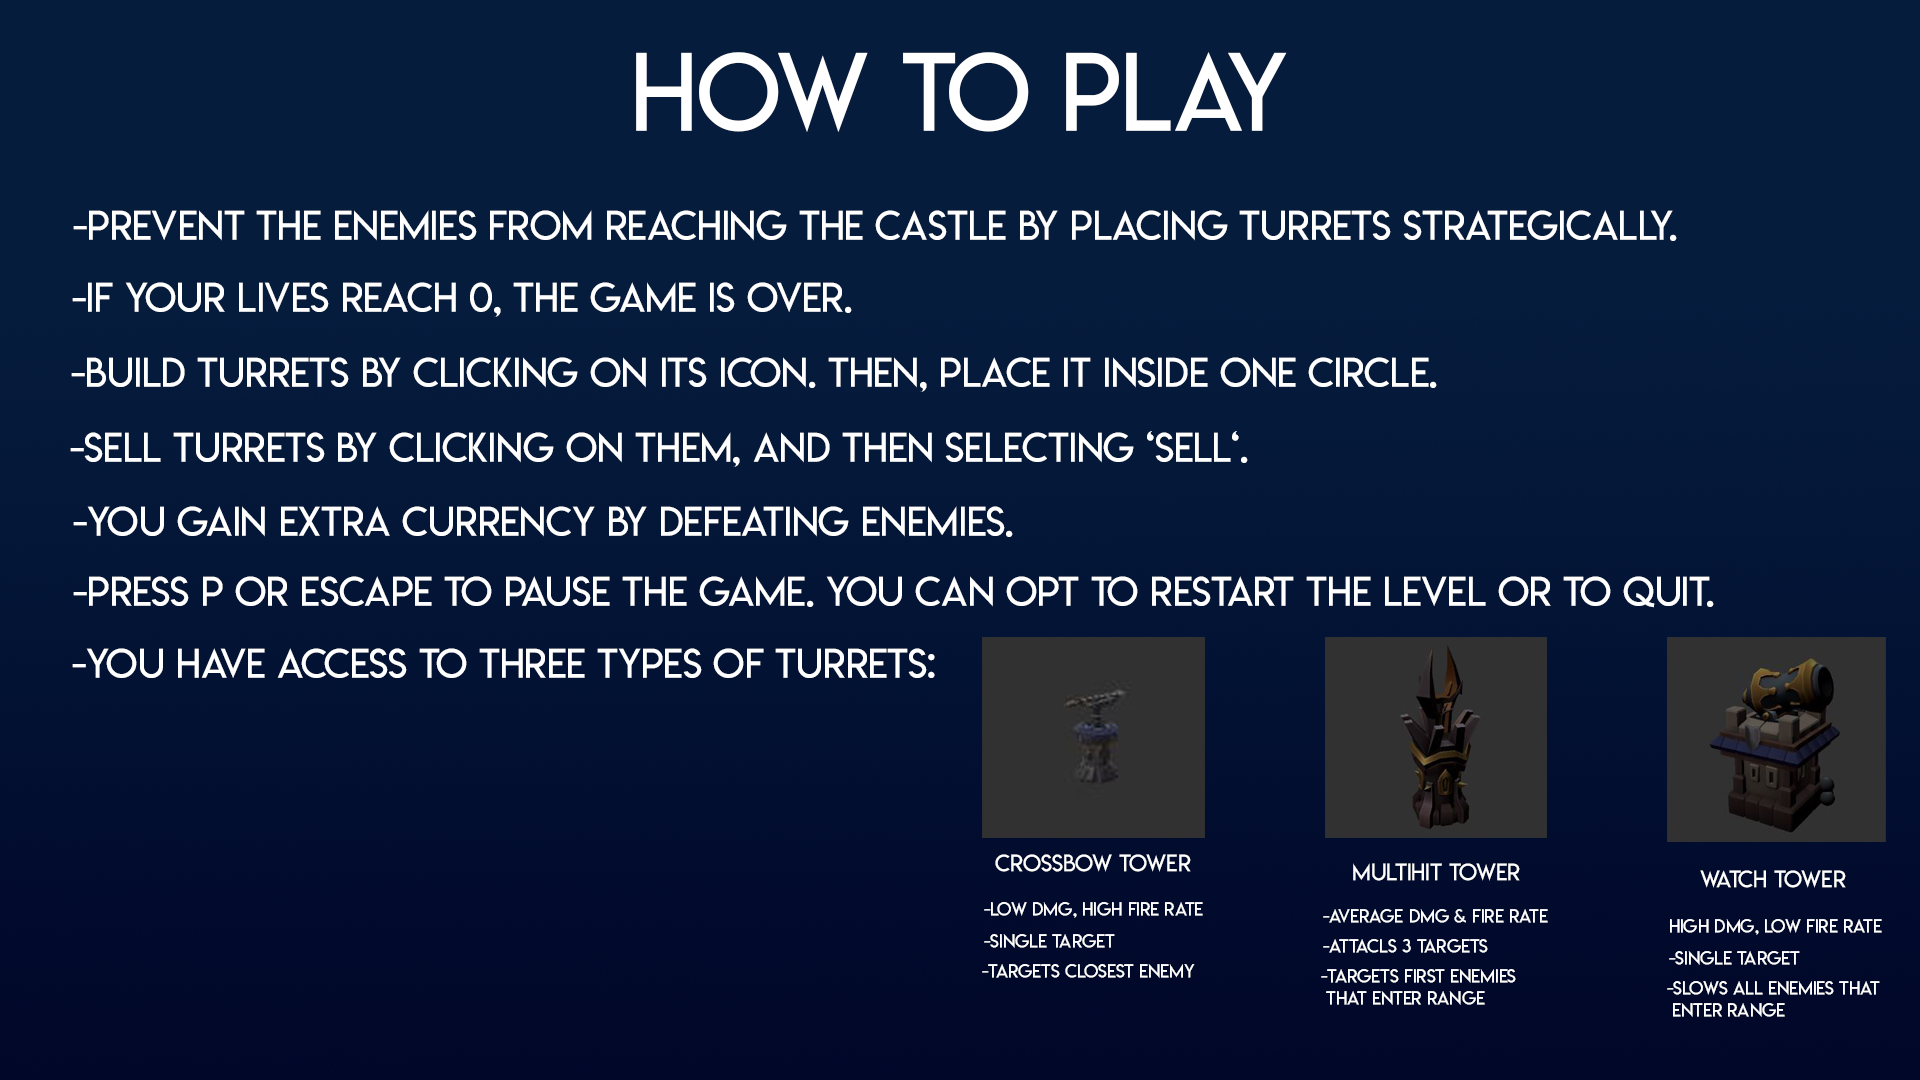 HOW TO PLAY
-PREVENT THE ENEMIES FROM REACHING THE CASTLE BY PLACING TURRETS STRATEGICALLY.
-IF YOUR LIVES REACH 0, THE GAME IS OVER.
-BUILD TURRETS BY CLICKING ON ITS ICON. THEN, PLACE IT INSIDE ONE CIRCLE.
-SELL TURRETS BY CLICKING ON THEM, AND THEN SELECTING ‘SELL‘.
-YOU GAIN EXTRA CURRENCY BY DEFEATING ENEMIES.
-PRESS P OR ESCAPE TO PAUSE THE GAME. YOU CAN OPT TO RESTART THE LEVEL OR TO QUIT.
-YOU HAVE ACCESS TO THREE TYPES OF TURRETS:
CROSSBOW TOWER
-LOW DMG, HIGH FIRE RATE
-SINGLE TARGET
-TARGETS CLOSEST ENEMY
MULTIHIT TOWER
-AVERAGE DMG & FIRE RATE
-ATTACLS 3 TARGETS
-TARGETS FIRST ENEMIES
THAT ENTER RANGE
WATCH TOWER
HIGH DMG, LOW FIRE RATE
-SINGLE TARGET
-SLOWS ALL ENEMIES THAT
ENTER RANGE